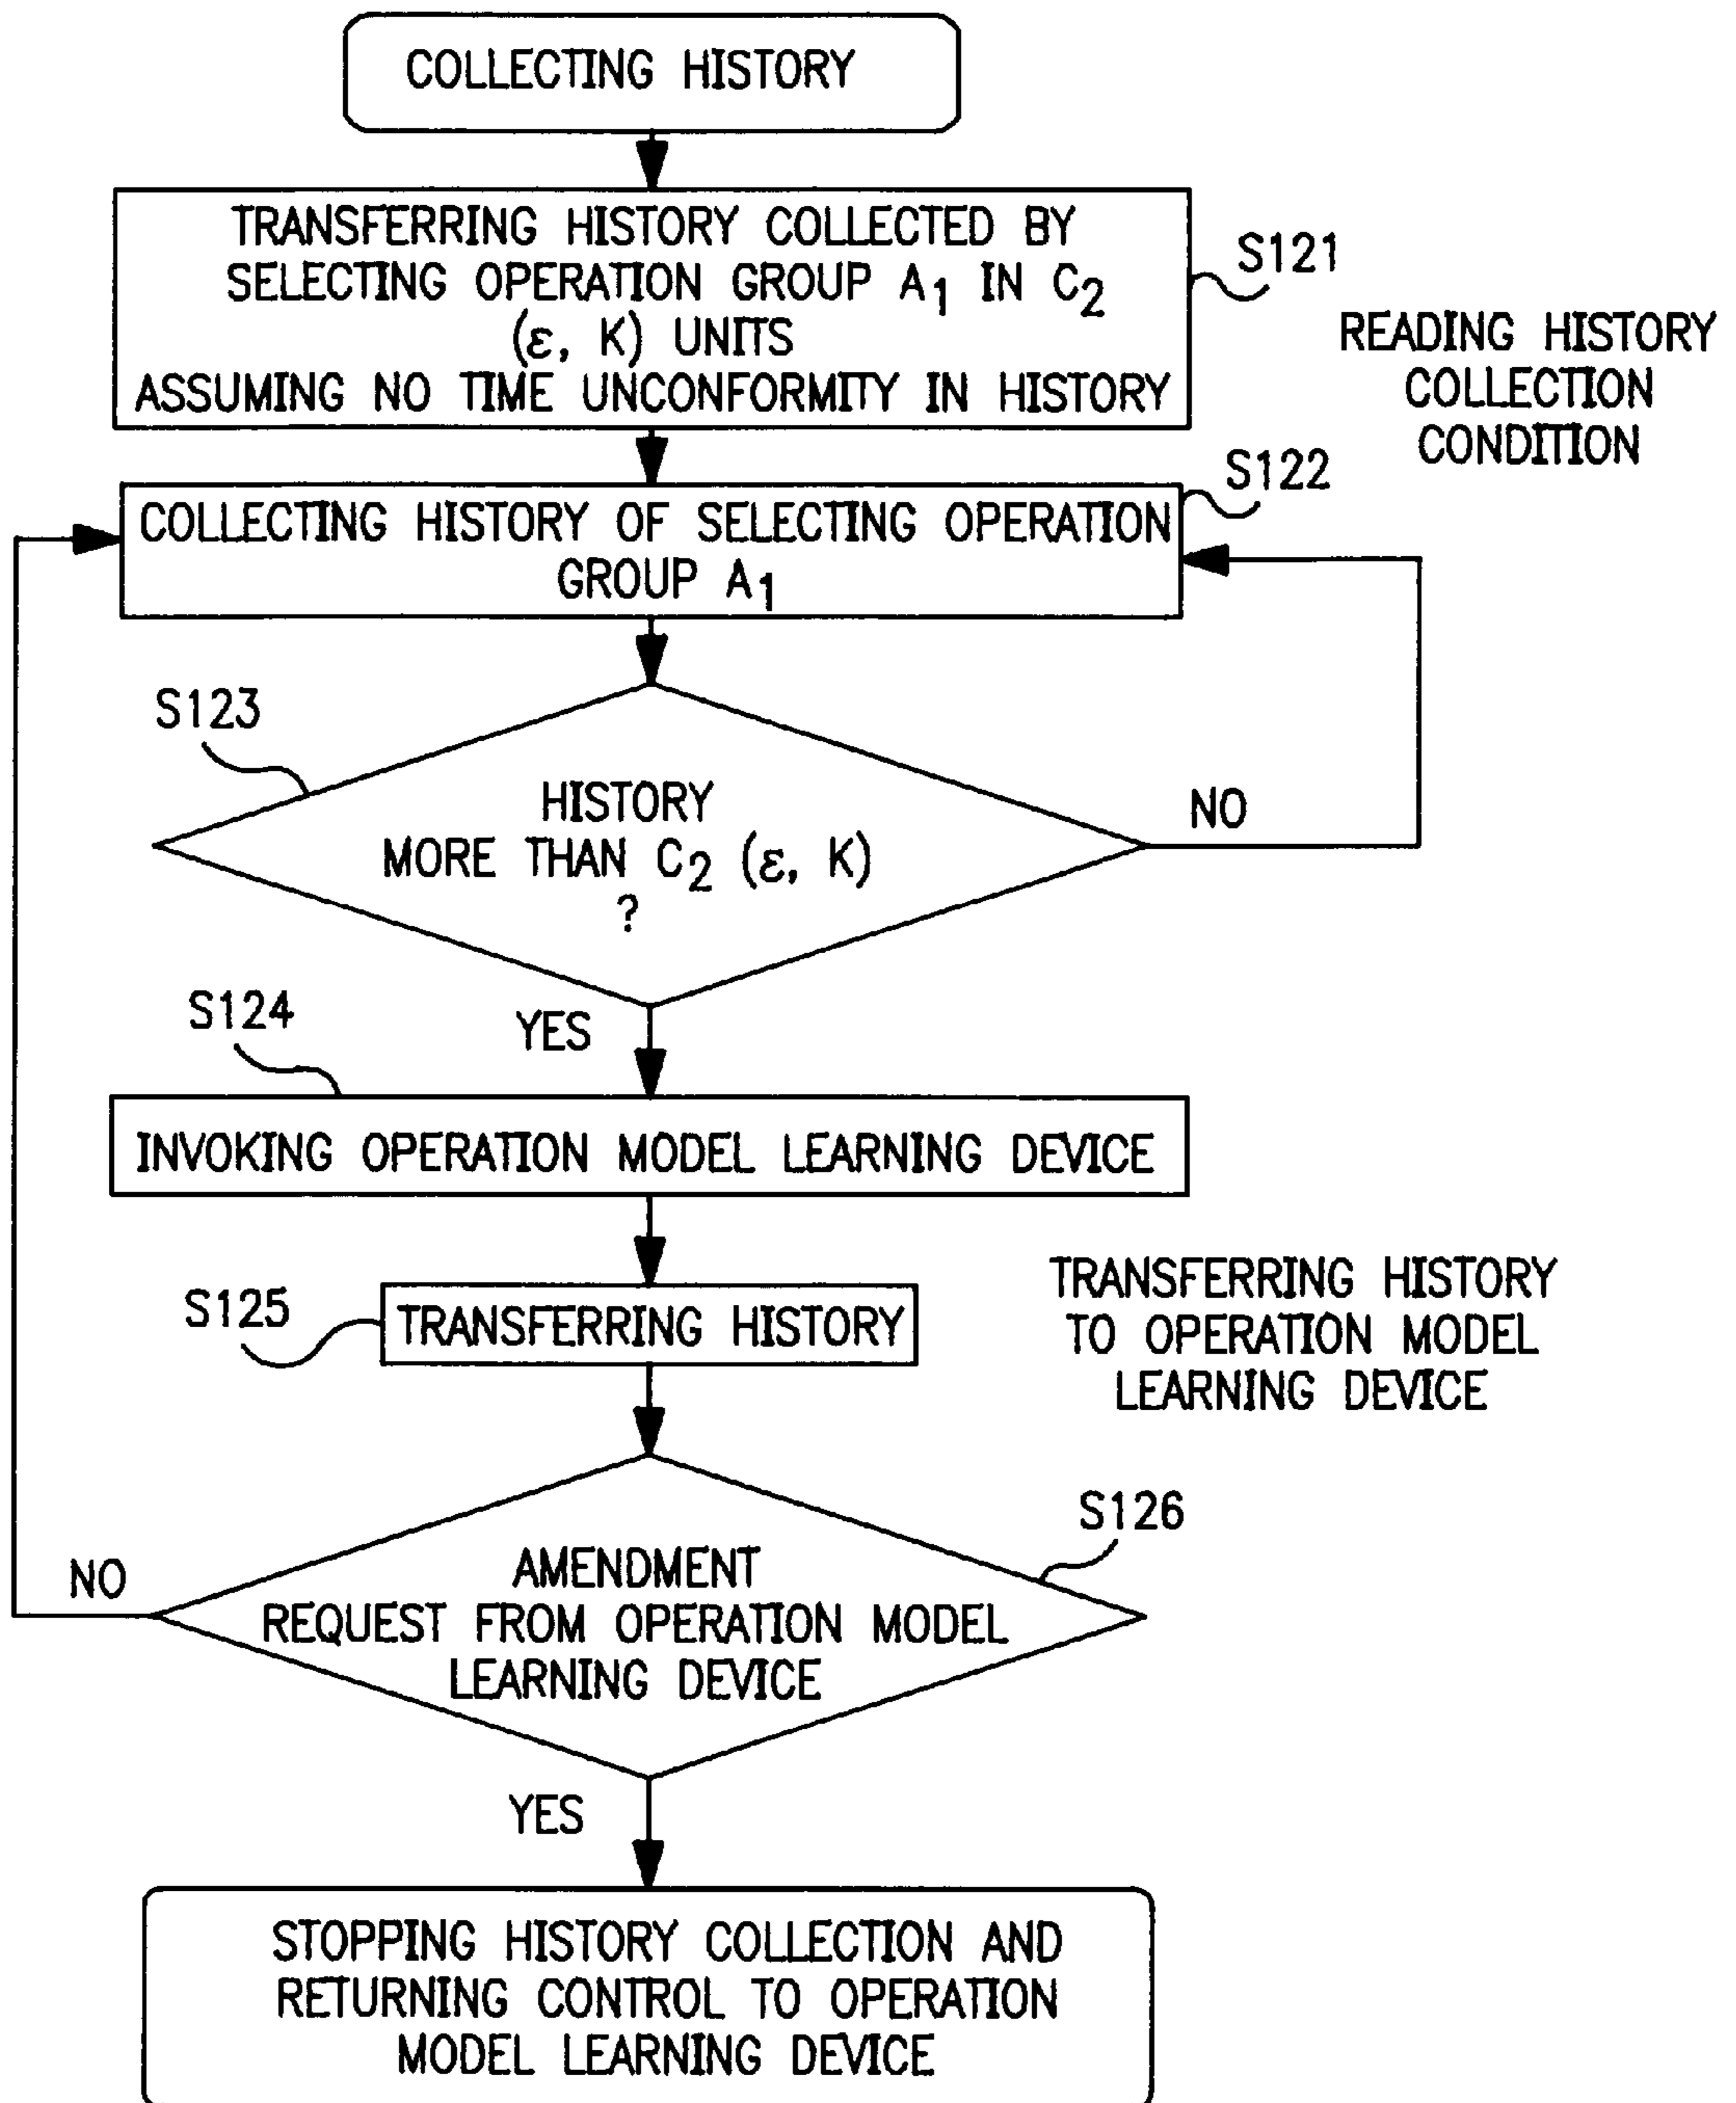 COLLECTING HISTORY
TRANSFERRING HISTORY COLLECTED BY
SELECTING OPERATION GROUP A1 IN C2
(ε, K) UNITS
ASSUMING NO TIME UNCONFORMITY IN HISTORY
S121
READING HISTORY
COLLECTION
CONDITION
S122
COLLECTING HISTORY OF SELECTING OPERATION
GROUP A1
S123
HISTORY
MORE THAN C2 (ε, K)
?
NO
YES
S124
INVOKING OPERATION MODEL LEARNING DEVICE
S125
TRANSFERRING HISTORY
TRANSFERRING HISTORY
TO OPERATION MODEL
LEARNING DEVICE
S126
AMENDMENT
REQUEST FROM OPERATION MODEL
LEARNING DEVICE
NO
YES
STOPPING HISTORY COLLECTION AND
RETURNING CONTROL TO OPERATION
MODEL LEARNING DEVICE